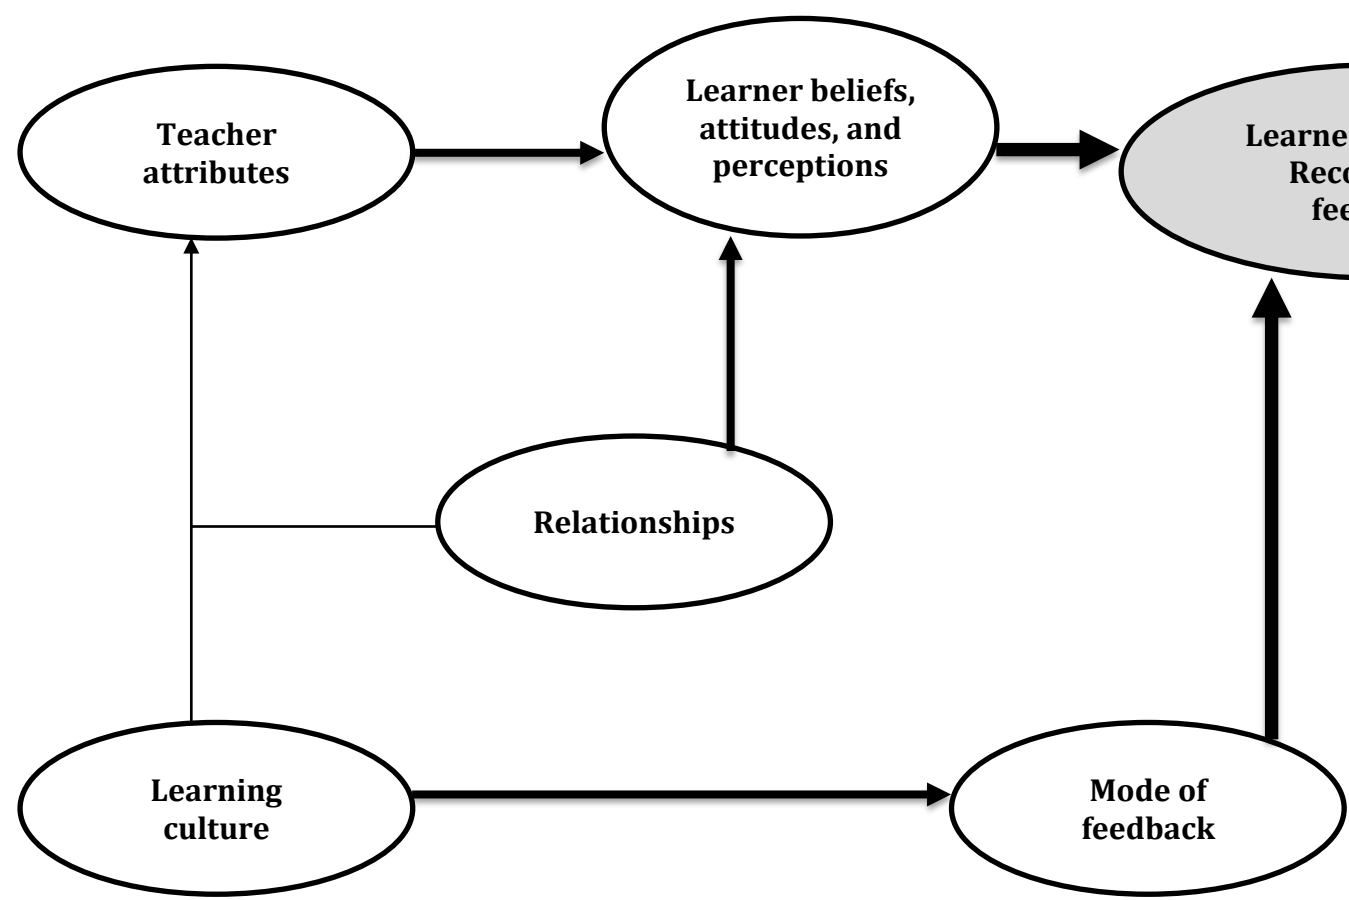 Teacher
attributes
Learner beliefs,
attitudes, and
perceptions
Relationships
Learning
culture
Mode of
feedback